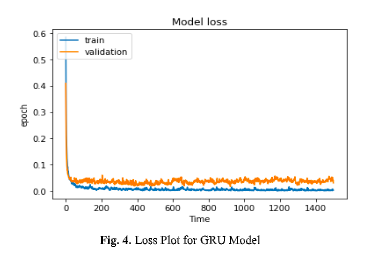 Model loss
train
validation
epoch
0.6
0.5
0.4
0.3
0.2
0.1
0.0
0 200 400 600 800 1000 1200 1400
Time
Fig. 4. Loss Plot for GRU Model